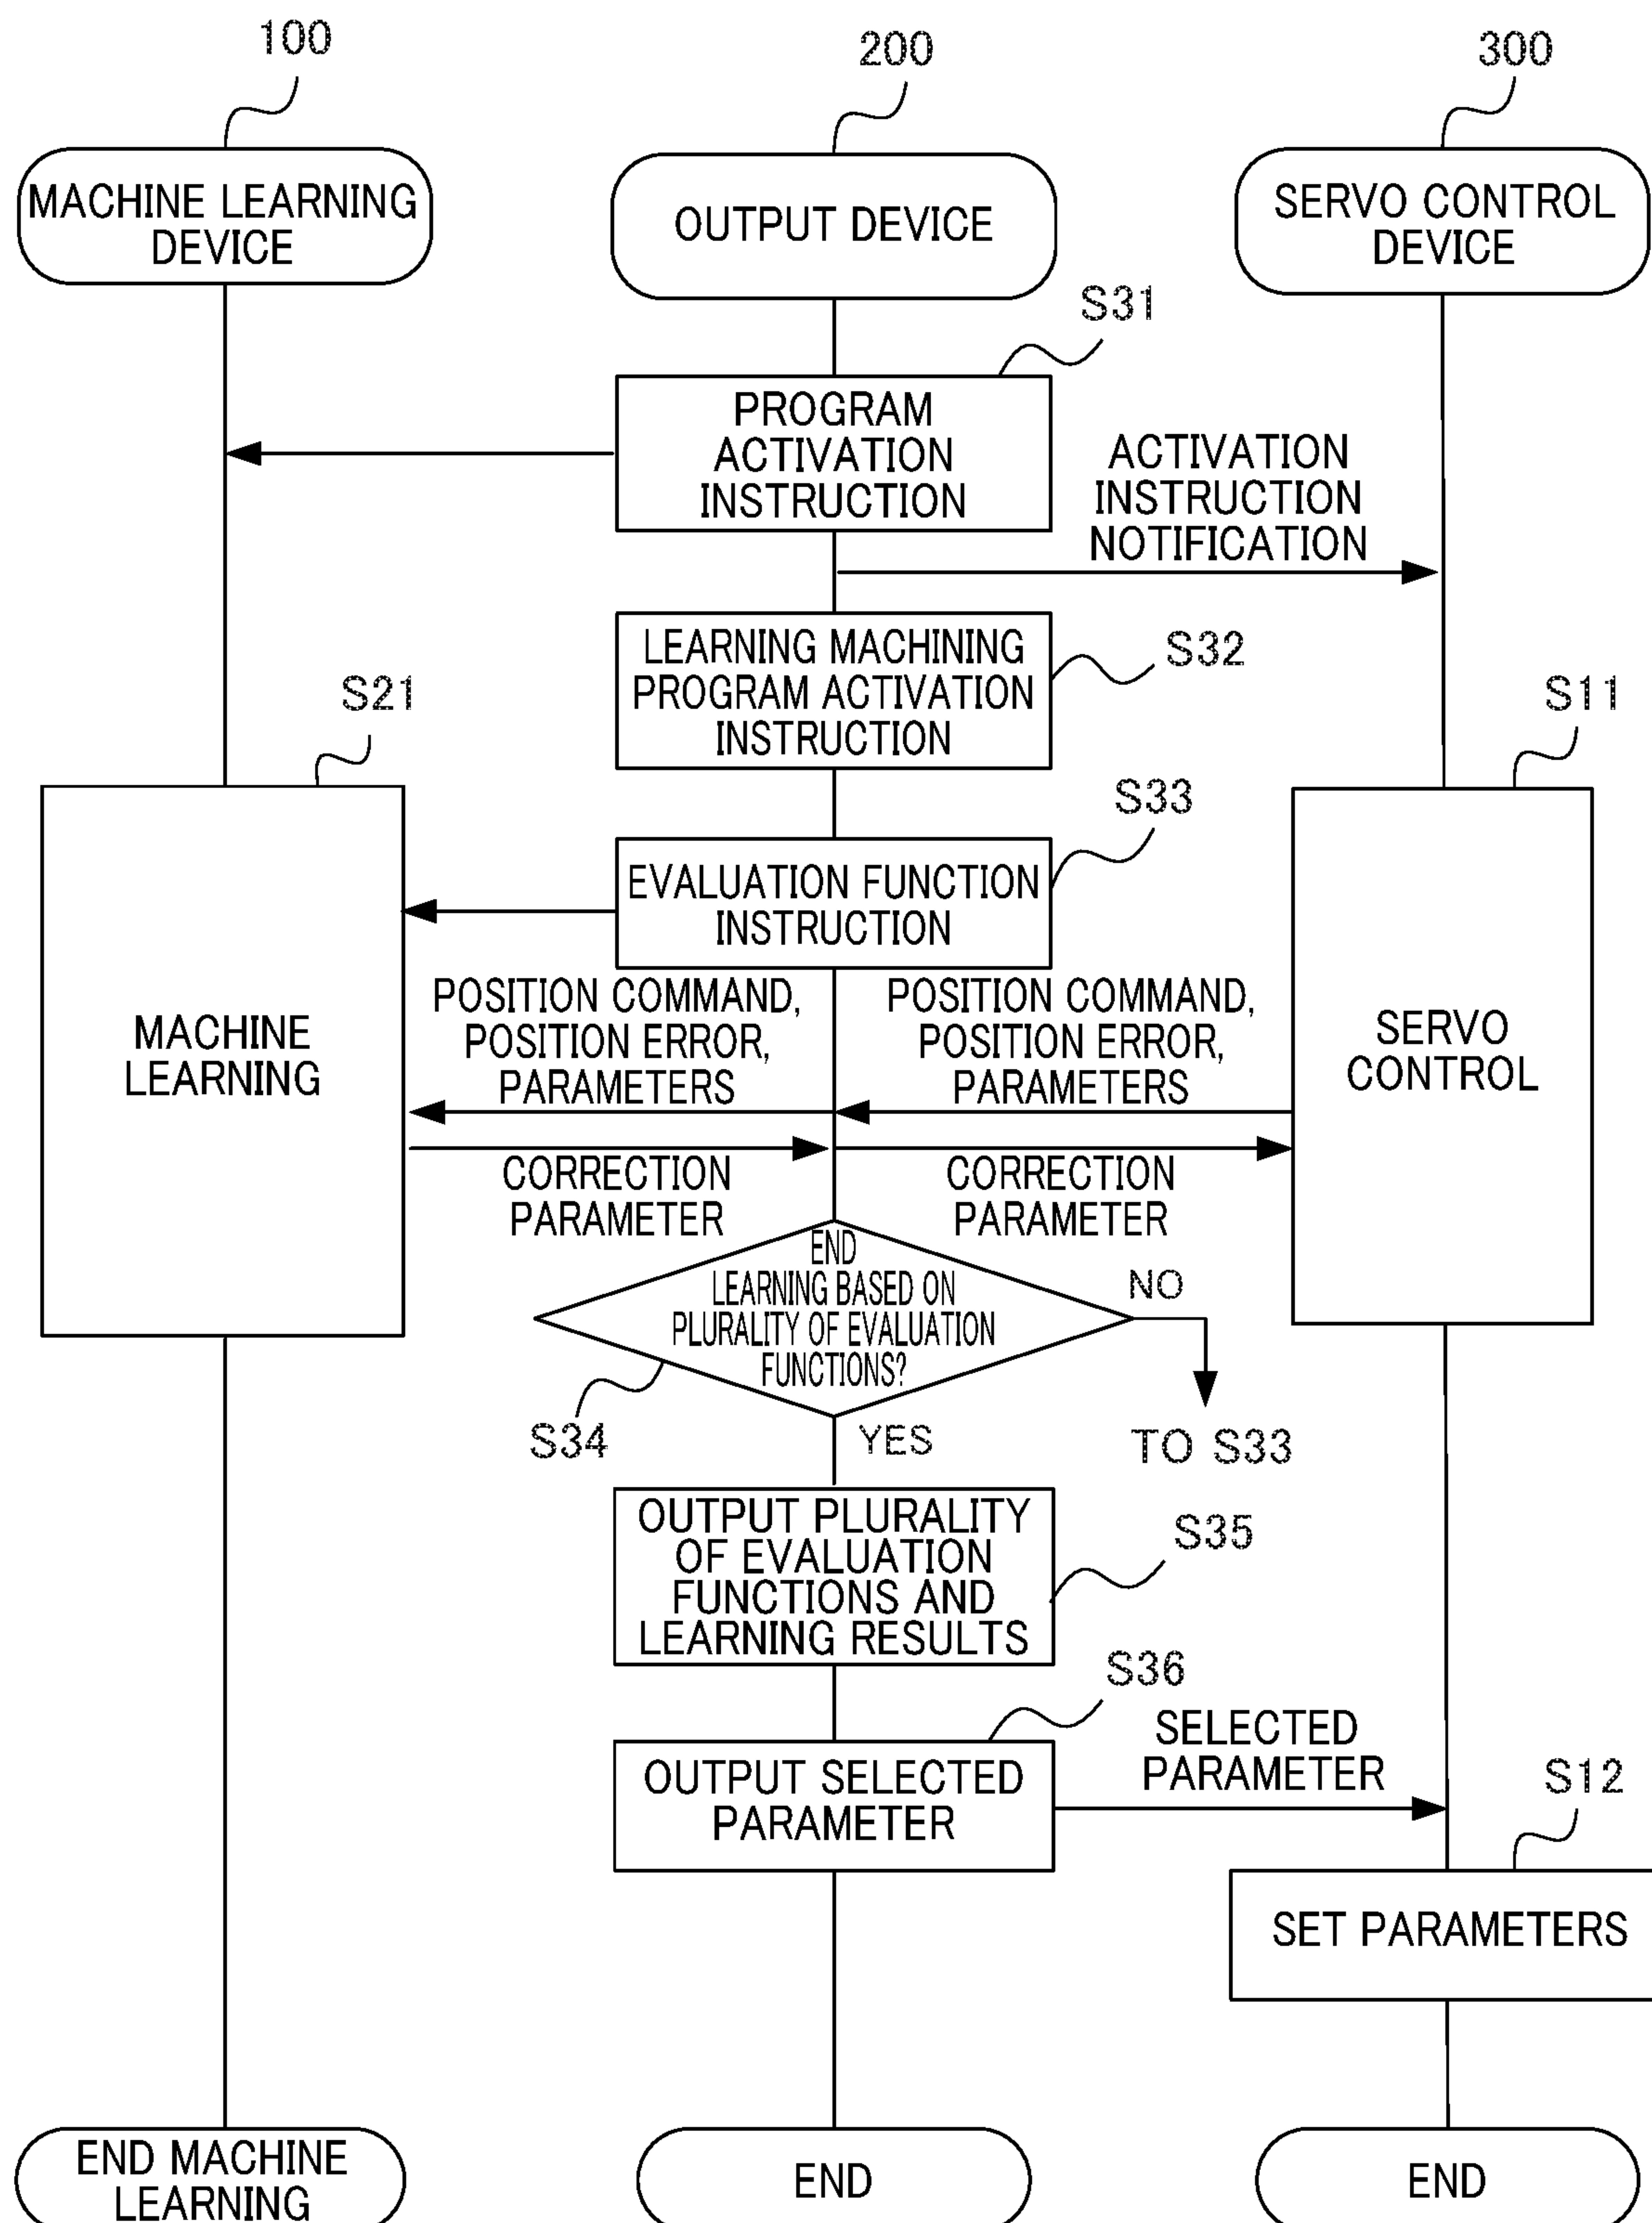 100
200
300
MACHINE LEARNING
DEVICE
OUTPUT DEVICE
SERVO CONTROL
DEVICE
S31
PROGRAM
ACTIVATION
INSTRUCTION
ACTIVATION
INSTRUCTION
NOTIFICATION
LEARNING MACHINING
PROGRAM ACTIVATION
INSTRUCTION
S32
S21
S11
S33
EVALUATION FUNCTION
INSTRUCTION
MACHINE
LEARNING
POSITION COMMAND,
POSITION ERROR,
PARAMETERS
POSITION COMMAND,
POSITION ERROR,
PARAMETERS
SERVO
CONTROL
CORRECTION
PARAMETER
CORRECTION
PARAMETER
END
LEARNING BASED ON
PLURALITY OF EVALUATION
FUNCTIONS?
NO
S34
YES
TO S33
OUTPUT PLURALITY
OF EVALUATION
FUNCTIONS AND
LEARNING RESULTS
S35
S36
OUTPUT SELECTED
PARAMETER
SELECTED
PARAMETER
S12
SET PARAMETERS
END MACHINE
LEARNING
END
END